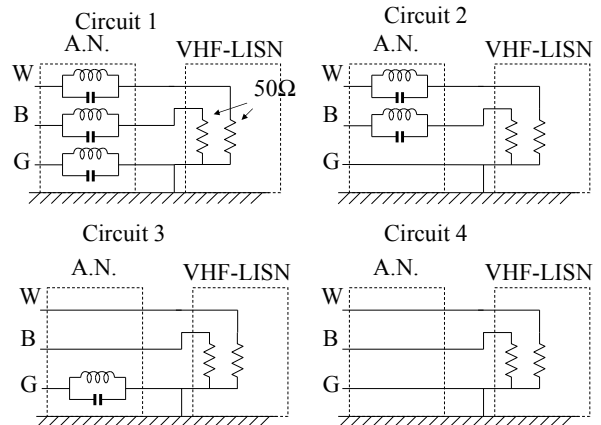 Circuit 1
A.N.
VHF-LISN
W
B
G
50Ω
Circuit 2
A.N.
VHF-LISN
W
B
G
Circuit 3
A.N.
VHF-LISN
W
B
G
Circuit 4
A.N.
VHF-LISN
W
B
G